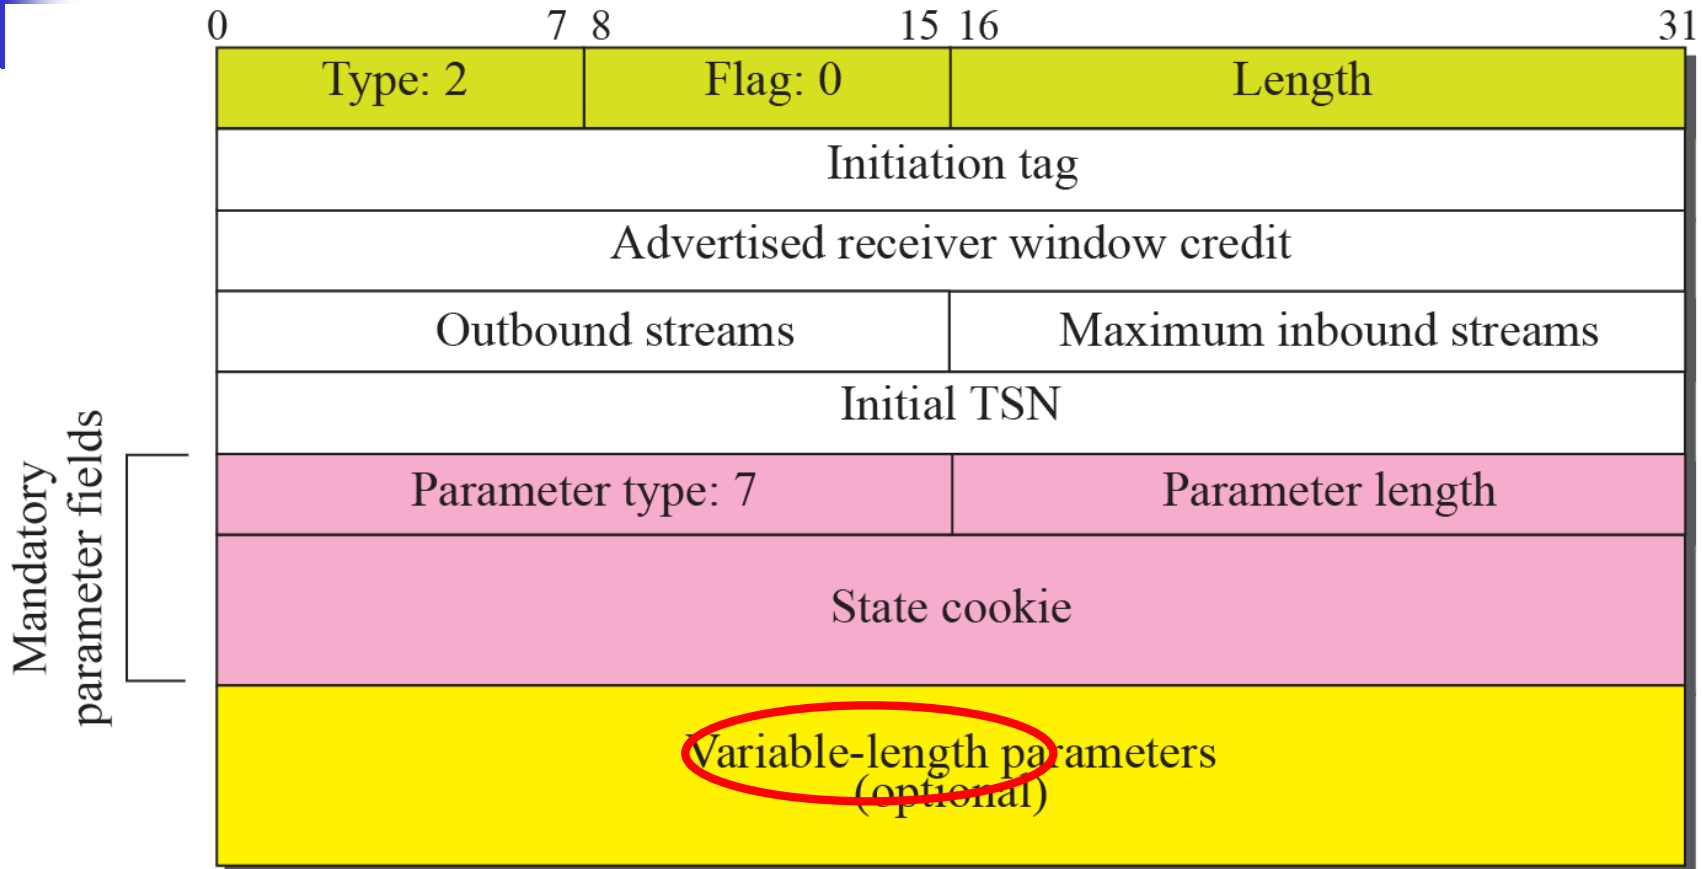 0 7 8 15 16 31
Type: 2 Flag: 0 Length
Initiation tag
Advertised receiver window credit
Outbound streams Maximum inbound streams
Initial TSN
Mandatory
parameter fields
Parameter type: 7 Parameter length
State cookie
Variable-length parameters
(optional)